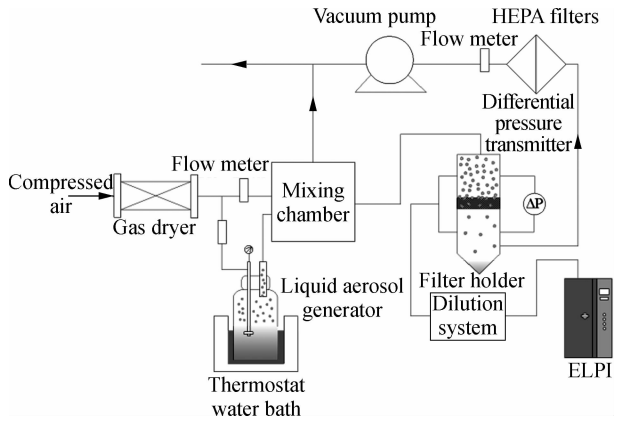 Vacuum pump
HEPA filters
Flow meter
Differential
pressure
transmitter
Flow meter
Compressed
air
Gas dryer
Mixing
chamber
ΔP
Liquid aerosol
generator
Filter holder
Dilution
system
ELPI
Thermostat
water bath